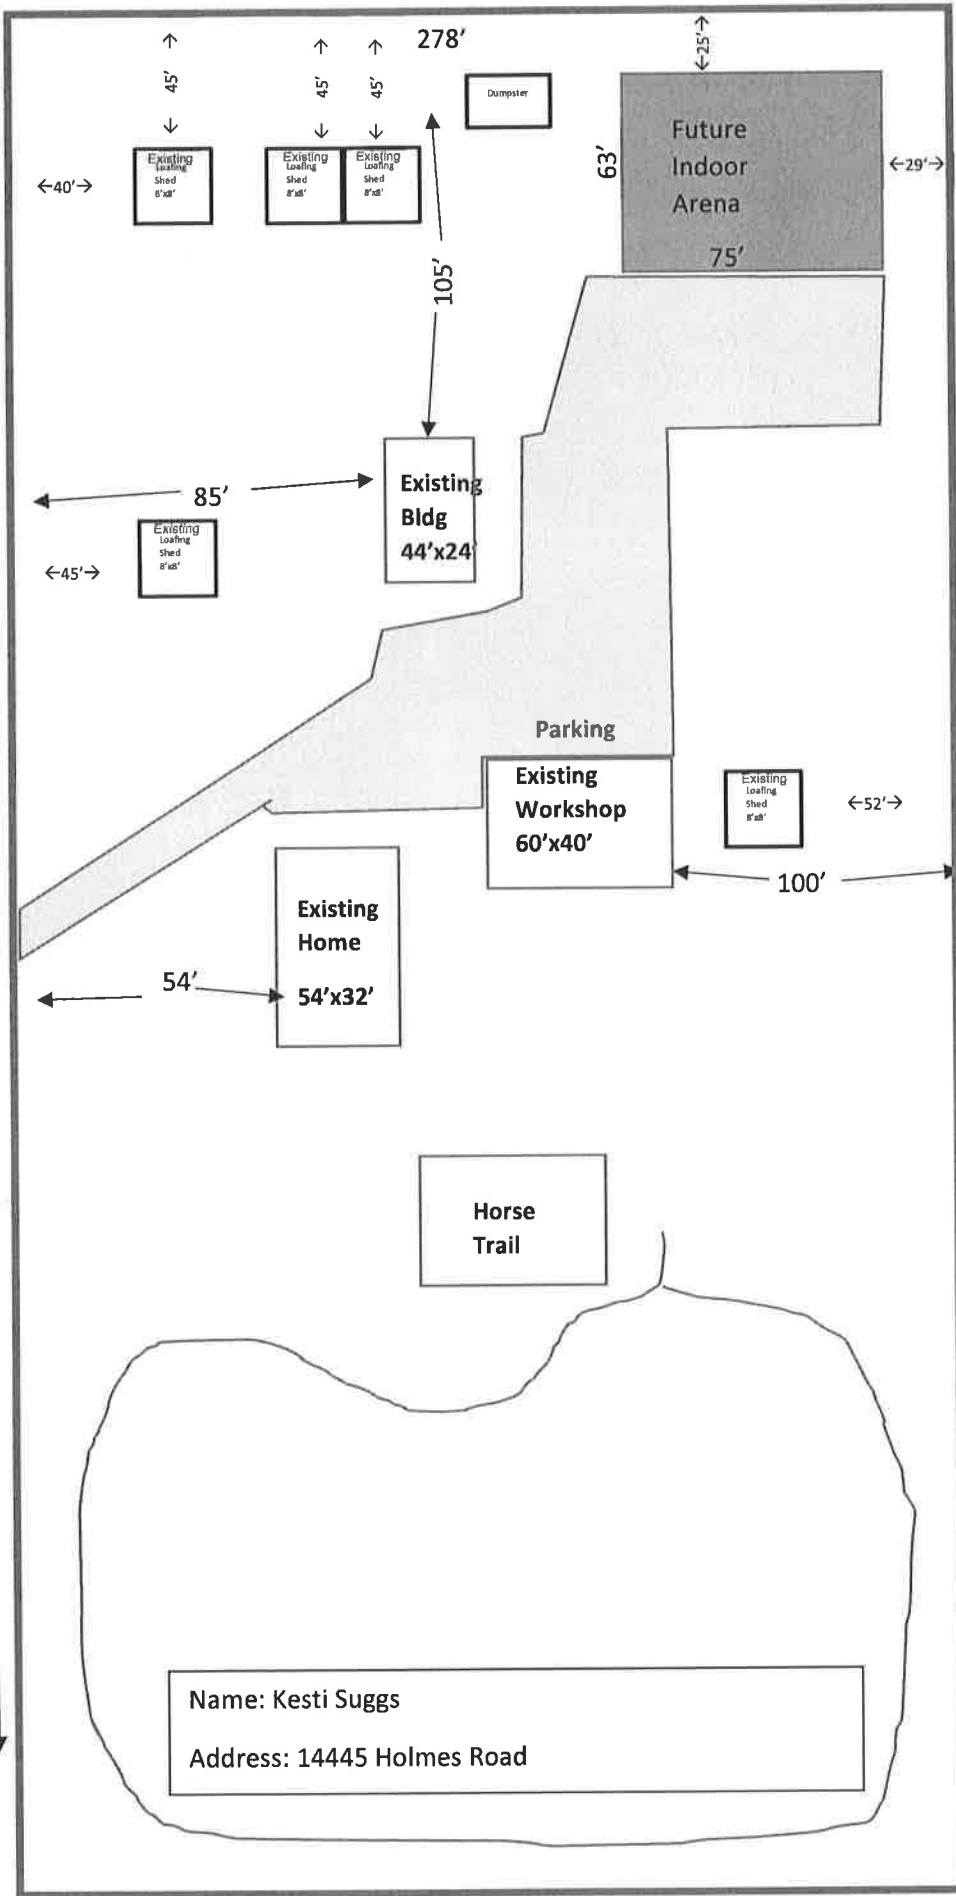 278’
←25’→
←45’→
←45’→
←45’→
Dumpster
Future
Indoor
Arena
63’
75’
←29’→
←40’→
Existing
Loafing
Shed
8’x8’
Existing
Loafing
Shed
8’x8’
Existing
Loafing
Shed
8’x8’
105’
85’
Existing
Bldg
44’x24’
Existing
Loafing
Shed
8’x8’
←45’→
Parking
Existing
Workshop
60’x40’
Existing
Loafing
Shed
8’x8’
←52’→
100’
Existing
Home
54’x32’
54’
Horse
Trail
Name: Kesti Suggs
Address: 14445 Holmes Road